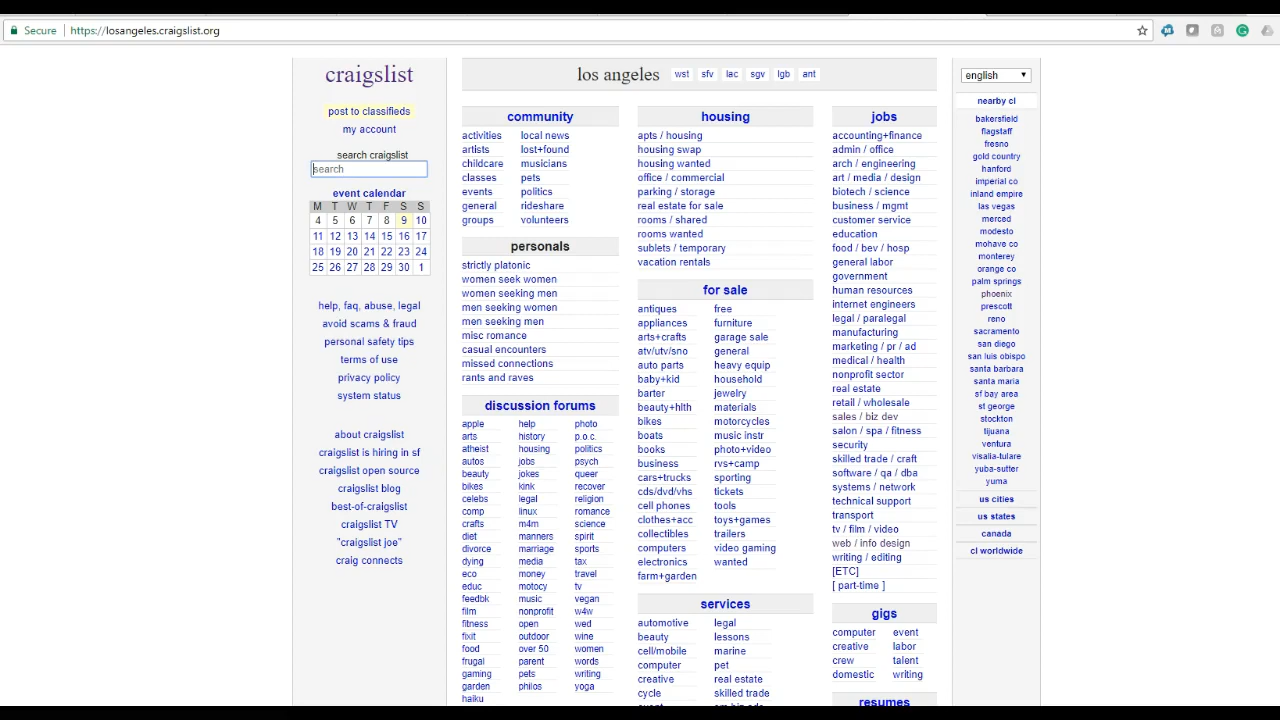 Secure https://losangeles.craigslist.org
craigslist
post to classifieds
my account
search craigslist
search
event calendar
M T W T F S S
4 5 6 7 8 9 10
11 12 13 14 15 16 17
18 19 20 21 22 23 24
25 26 27 28 29 30 1
help, faq, abuse, legal
avoid scams & fraud
personal safety tips
terms of use
privacy policy
system status
about craigslist
craigslist is hiring in sf
craigslist open source
craigslist blog
best-of-craigslist
craigslist TV
"craigslist joe"
craig connects
los angeles wst sfv lac sgv lgb ant
community
activities local news
artists lost+found
childcare musicians
classes pets
events politics
general rideshare
groups volunteers
personals
strictly platonic
women seek women
women seeking men
men seeking women
men seeking men
misc romance
casual encounters
missed connections
rants and raves
discussion forums
apple help photo
arts history p.o.c.
atheist housing politics
autos jobs psych
beauty jokes queer
bikes kink recover
celebs legal religion
comp linux romance
crafts m4m science
diet manners spirit
divorce marriage sports
dying media tax
eco money travel
educ motocy tv
feedbk music vegan
film nonprofit w4w
fitness open wed
fixit outdoor wine
food over 50 women
frugal parent words
gaming pets writing
garden philos yoga
haiku
housing
apts / housing
housing swap
housing wanted
office / commercial
parking / storage
real estate for sale
rooms / shared
rooms wanted
sublets / temporary
vacation rentals
for sale
antiques free
appliances furniture
arts+crafts garage sale
atv/utv/sno general
auto parts heavy equip
baby+kid household
barter jewelry
beauty+hlth materials
bikes motorcycles
boats music instr
books photo+video
business rvs+camp
cars+trucks sporting
cds/dvd/vhs tickets
cell phones tools
clothes+acc toys+games
collectibles trailers
computers video gaming
electronics wanted
farm+garden
services
automotive legal
beauty lessons
cell/mobile marine
computer pet
creative real estate
cycle skilled trade
jobs
accounting+finance
admin / office
arch / engineering
art / media / design
biotech / science
business / mgmt
customer service
education
food / bev / hosp
general labor
government
human resources
internet engineers
legal / paralegal
manufacturing
marketing / pr / ad
medical / health
nonprofit sector
real estate
retail / wholesale
sales / biz dev
salon / spa / fitness
security
skilled trade / craft
software / qa / dba
systems / network
technical support
transport
tv / film / video
web / info design
writing / editing
[ETC]
[ part-time ]
gigs
computer event
creative labor
crew talent
domestic writing
resumes
english
nearby cl
bakersfield
flagstaff
fresno
gold country
hanford
imperial co
inland empire
las vegas
merced
modesto
mohave co
monterey
orange co
palm springs
phoenix
prescott
reno
sacramento
san diego
san luis obispo
santa barbara
santa maria
sf bay area
st george
stockton
tijuana
ventura
visalia-tulare
yuba-sutter
yuma
us cities
us states
canada
cl worldwide